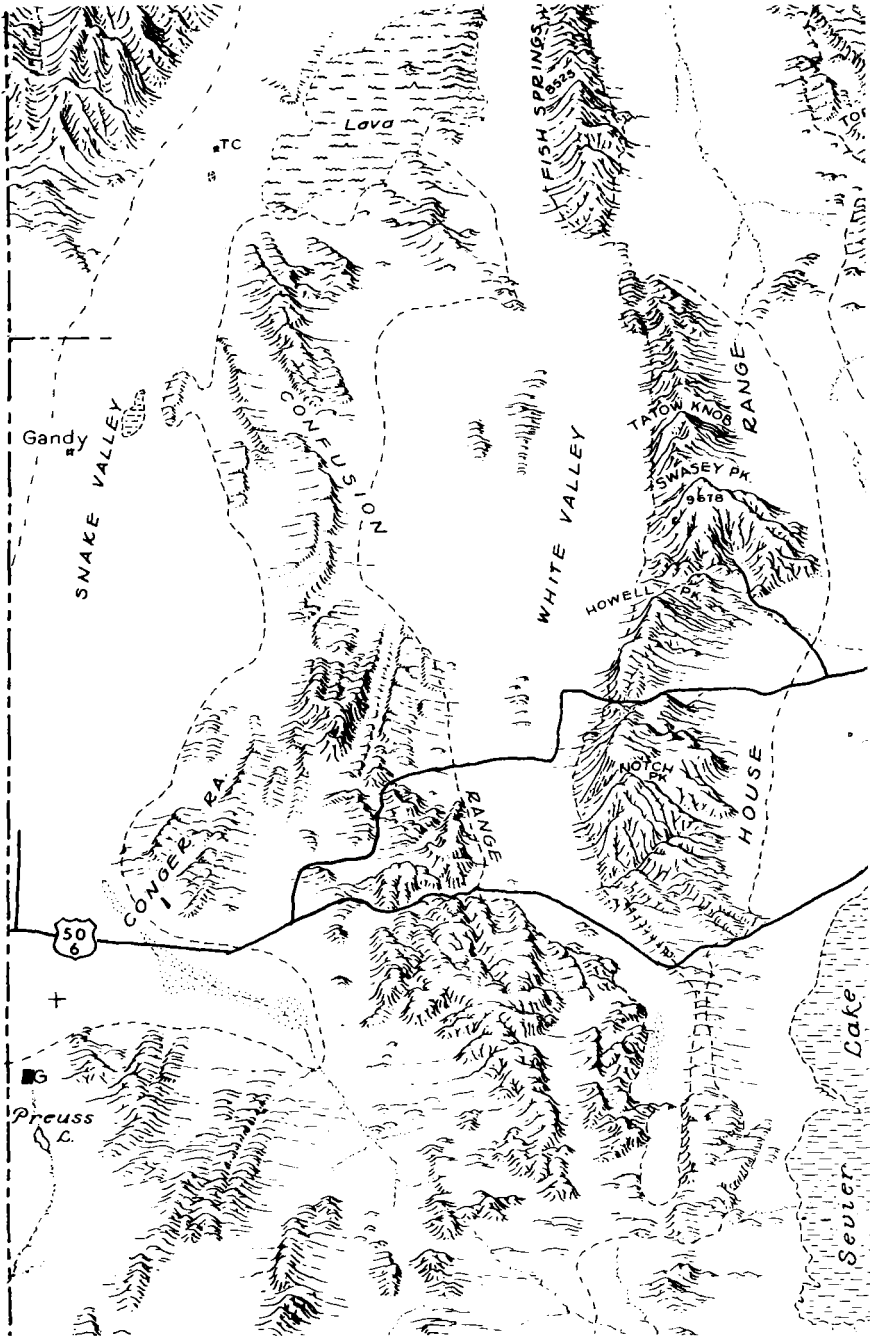 FISH SPRINGS
8523
Lava
TC
CONFUSION
RANGE
TATOW KNOB
SWASEY PK.
9678
Gandy
SNAKE VALLEY
WHITE VALLEY
HOWELL PK
NOTCH
PK
HOUSE
CONGER RA.
1
RANGE
50
6
G
Preuss
L.
Sevier Lake